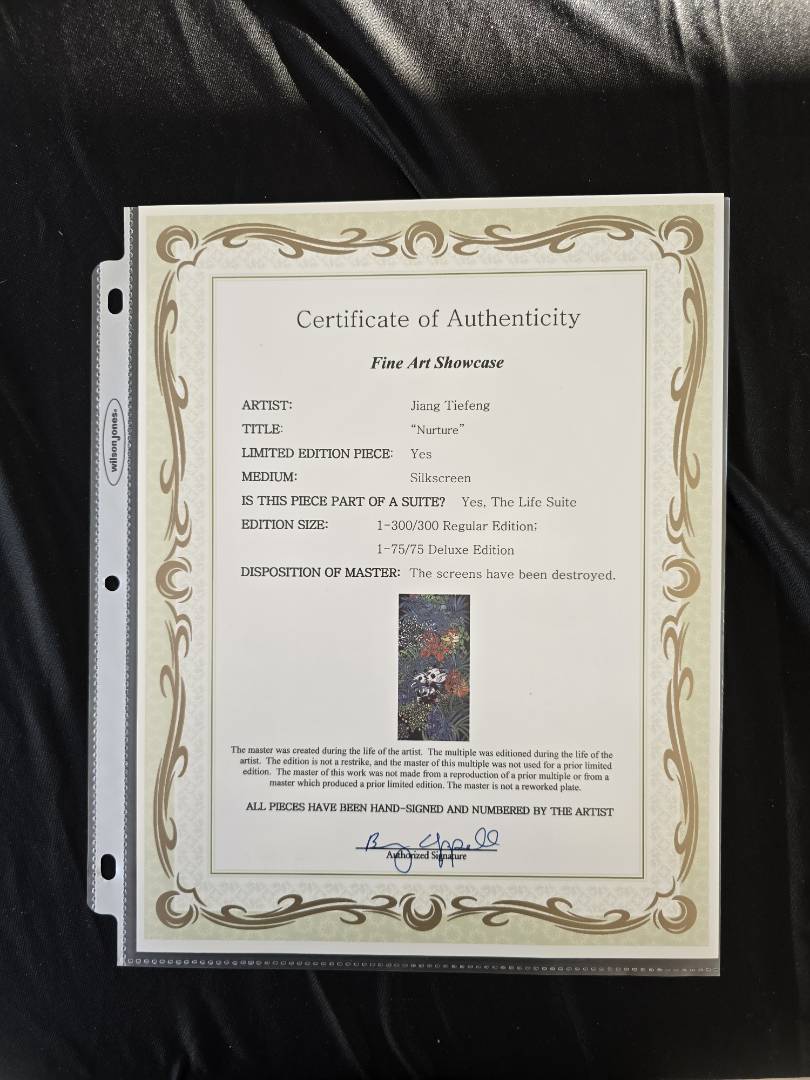 Certificate of Authenticity
Fine Art Showcase
ARTIST: Jiang Tiefeng
TITLE: “Nurture”
LIMITED EDITION PIECE: Yes
MEDIUM: Silkscreen
IS THIS PIECE PART OF A SUITE? Yes, The Life Suite
EDITION SIZE: 1-300/300 Regular Edition;
1-75/75 Deluxe Edition
DISPOSITION OF MASTER: The screens have been destroyed.
The master was created during the life of the artist. The multiple was editioned during the life of the
artist. The edition is not a restrike, and the master of this multiple was not used for a prior limited
edition. The master of this work was not made from a reproduction of a prior multiple or from a
master which produced a prior limited edition. The master is not a reworked plate.
ALL PIECES HAVE BEEN HAND-SIGNED AND NUMBERED BY THE ARTIST
Authorized Signature
wilson jones